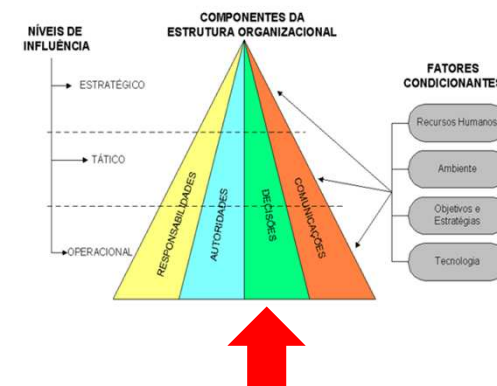 NÍVEIS DE
INFLUÊNCIA
COMPONENTES DA
ESTRUTURA ORGANIZACIONAL
ESTRATÉGICO
TÁTICO
OPERACIONAL
RESPONSABILIDADES
AUTORIDADES
DECISÕES
COMUNICAÇÕES
FATORES
CONDICIONANTES
Recursos Humanos
Ambiente
Objetivos e
Estratégias
Tecnologia